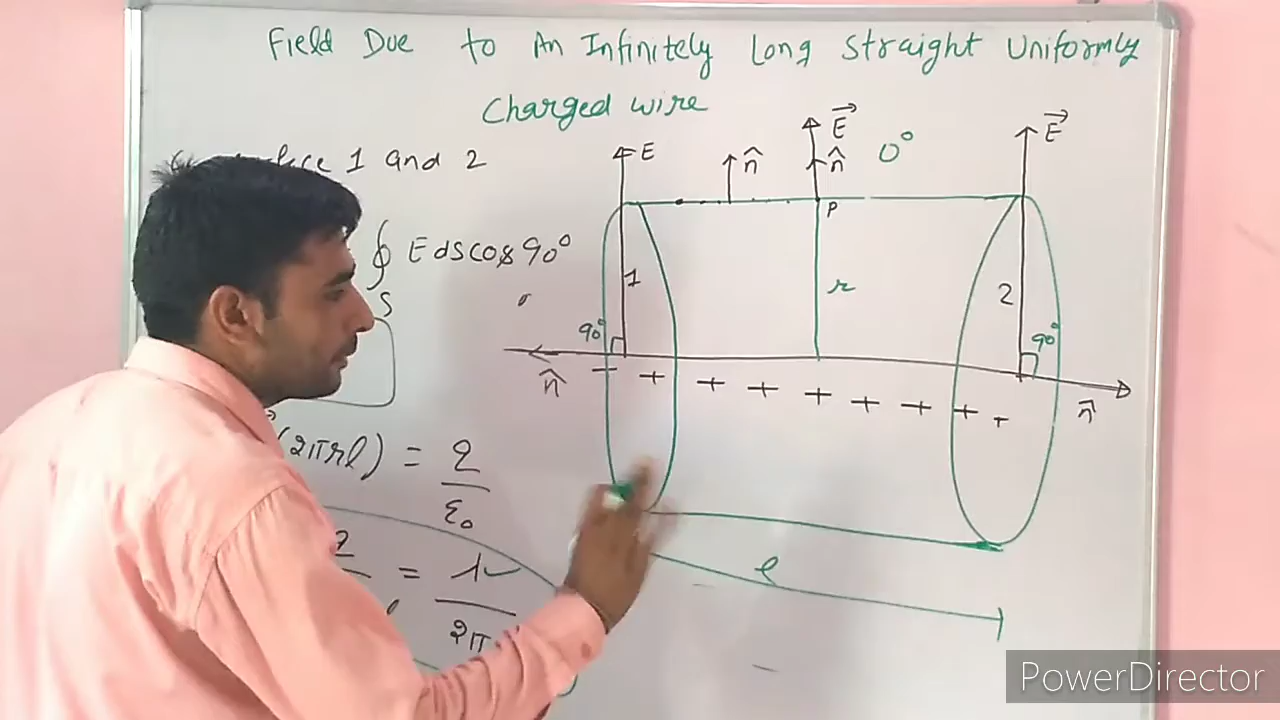 Field Due to An Infinitely Long Straight Uniformly
Charged wire
1 and 2
∮ E ds cos 90°
S
(2πrl) = q
ε₀
= λ
2π
E
n̂
E⃗
n̂
0°
E⃗
P
r
1
2
90°
90°
n̂
n̂
+ + + + + + +
l
PowerDirector